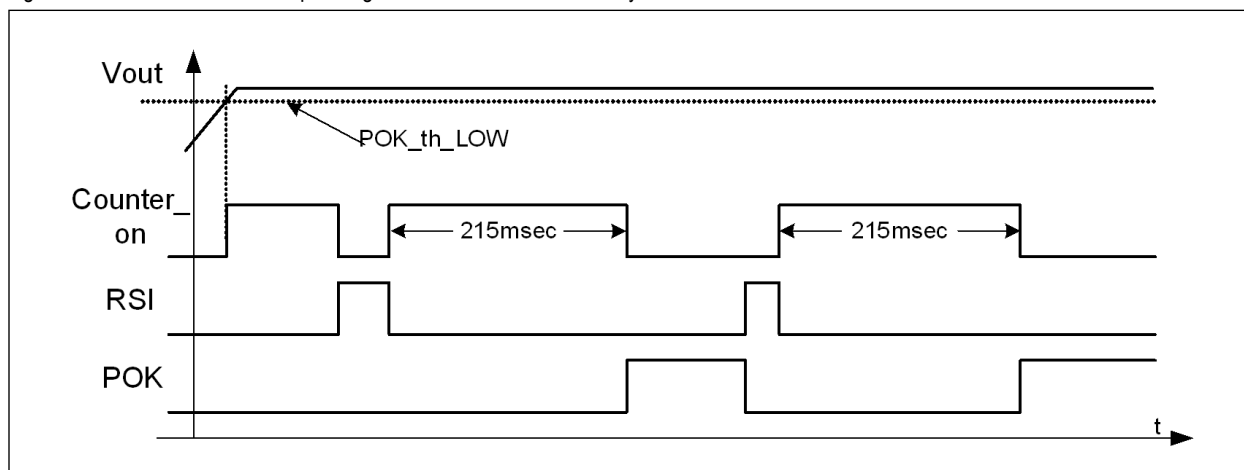 Vout
POK_th_LOW
Counter_
on
215msec
215msec
RSI
POK
t